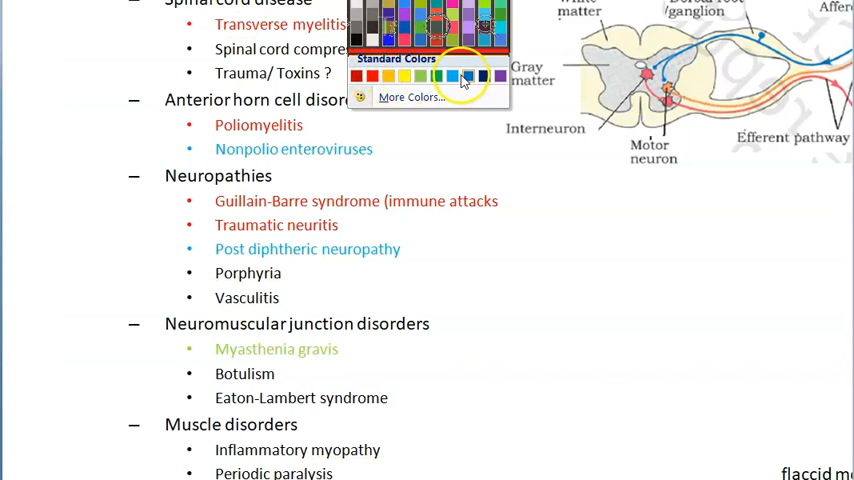 Spinal cord disease
Transverse myelitis
Spinal cord compres
Trauma/ Toxins ?
Anterior horn cell disord
Poliomyelitis
Nonpolio enteroviruses
Neuropathies
Guillain-Barre syndrome (immune attacks
Traumatic neuritis
Post diphtheric neuropathy
Porphyria
Vasculitis
Neuromuscular junction disorders
Myasthenia gravis
Botulism
Eaton-Lambert syndrome
Muscle disorders
Inflammatory myopathy
Periodic paralysis
Standard Colors
More Colors...
White
matter
Dorsal root
ganglion
Affere
Gray
matter
Interneuron
Motor
neuron
Efferent pathway
flaccid m